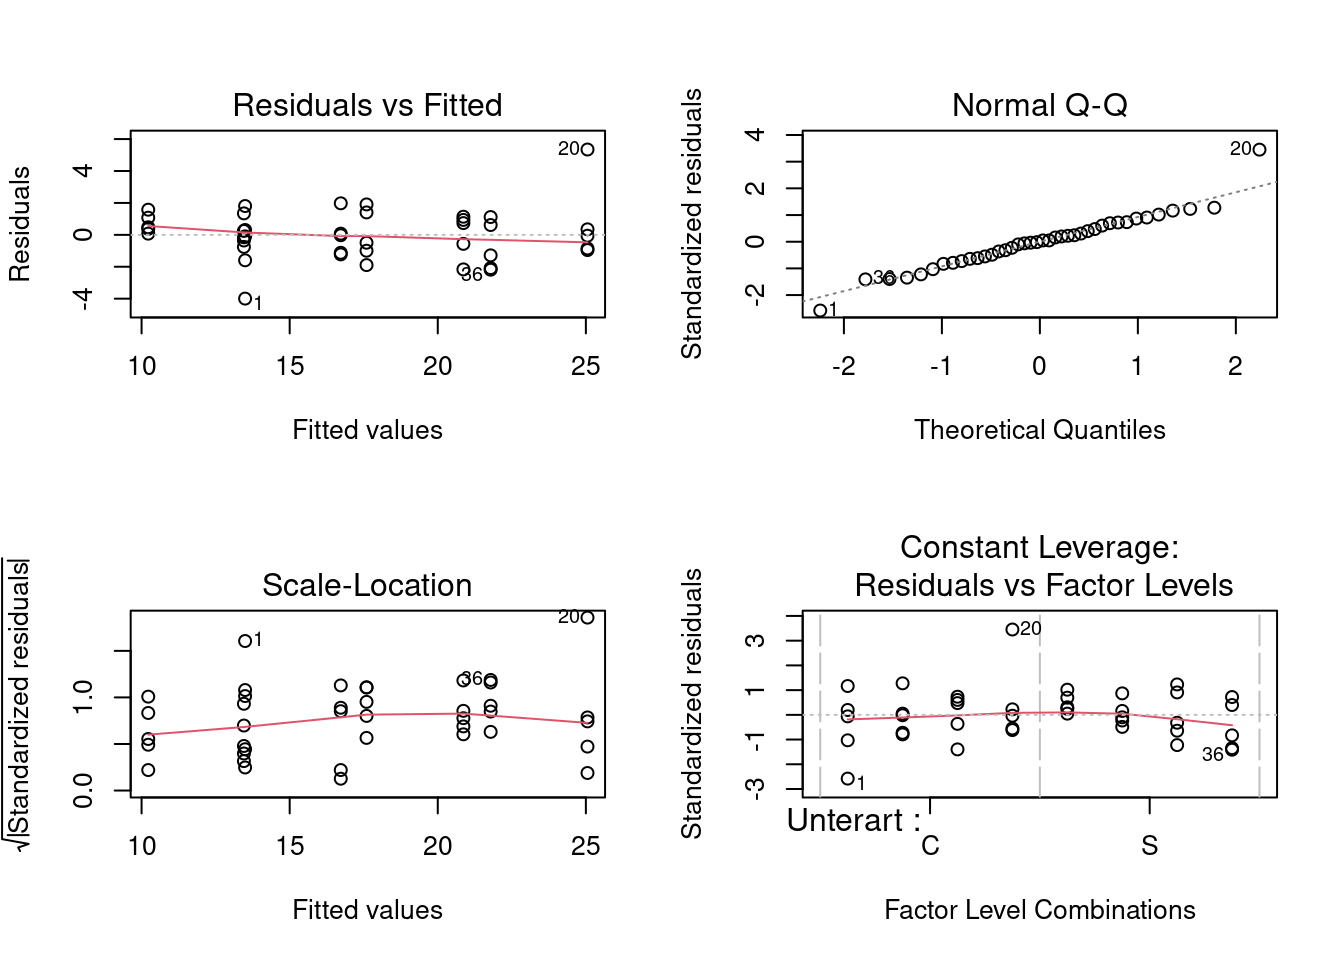 Residuals vs Fitted
Residuals
4
0
-4
20
36
1
10 15 20 25
Fitted values
Normal Q-Q
Standardized residuals
4
2
0
-2
20
36
1
-2 -1 0 1 2
Theoretical Quantiles
Scale-Location
√|Standardized residuals|
1.0
0.0
1
20
36
10 15 20 25
Fitted values
Constant Leverage:
Residuals vs Factor Levels
Standardized residuals
3
1
-1
-3
20
36
1
Unterart :
C S
Factor Level Combinations